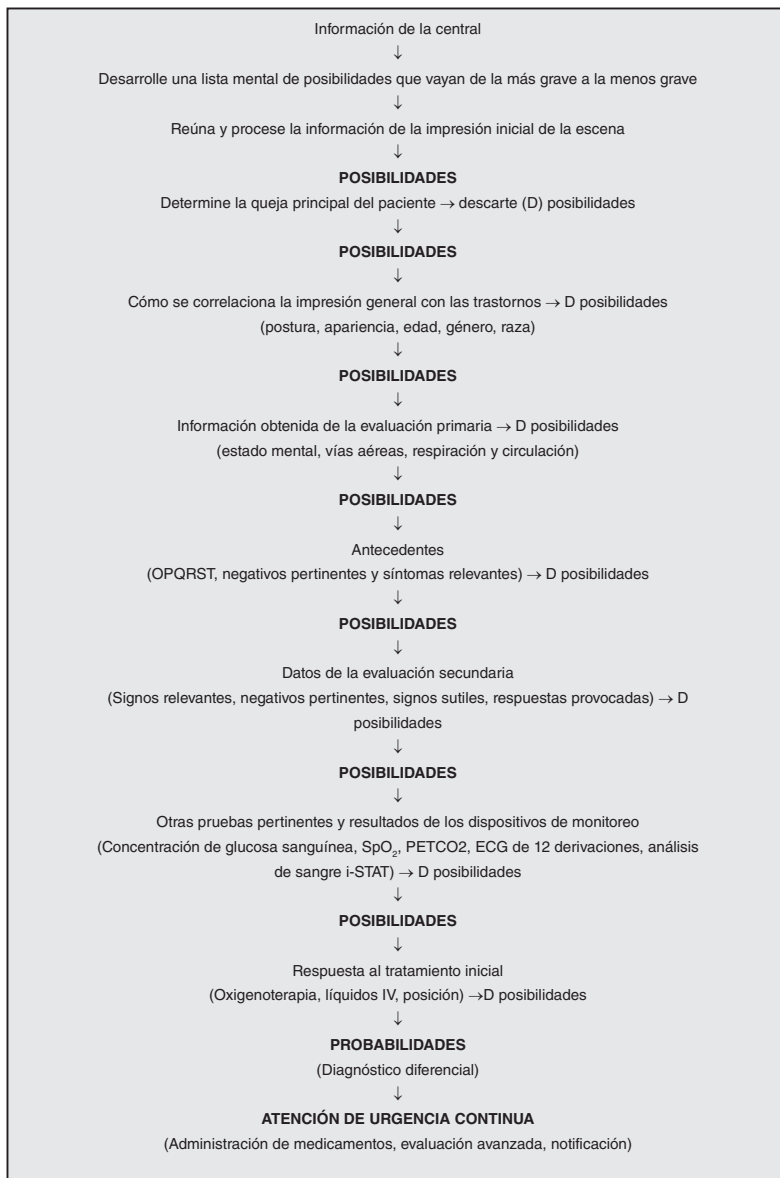 Información de la central
↓
Desarrolle una lista mental de posibilidades que vayan de la más grave a la menos grave
↓
Reúna y procese la información de la impresión inicial de la escena
↓
POSIBILIDADES
Determine la queja principal del paciente → descarte (D) posibilidades
↓
POSIBILIDADES
↓
Cómo se correlaciona la impresión general con las trastornos → D posibilidades
(postura, apariencia, edad, género, raza)
↓
POSIBILIDADES
↓
Información obtenida de la evaluación primaria → D posibilidades
(estado mental, vías aéreas, respiración y circulación)
↓
POSIBILIDADES
↓
Antecedentes
(OPQRST, negativos pertinentes y síntomas relevantes) → D posibilidades
↓
POSIBILIDADES
↓
Datos de la evaluación secundaria
(Signos relevantes, negativos pertinentes, signos sutiles, respuestas provocadas) → D
posibilidades
↓
POSIBILIDADES
↓
Otras pruebas pertinentes y resultados de los dispositivos de monitoreo
(Concentración de glucosa sanguínea, SpO₂, PETCO2, ECG de 12 derivaciones, análisis
de sangre i-STAT) → D posibilidades
↓
POSIBILIDADES
↓
Respuesta al tratamiento inicial
(Oxigenoterapia, líquidos IV, posición) →D posibilidades
↓
PROBABILIDADES
(Diagnóstico diferencial)
↓
ATENCIÓN DE URGENCIA CONTINUA
(Administración de medicamentos, evaluación avanzada, notificación)